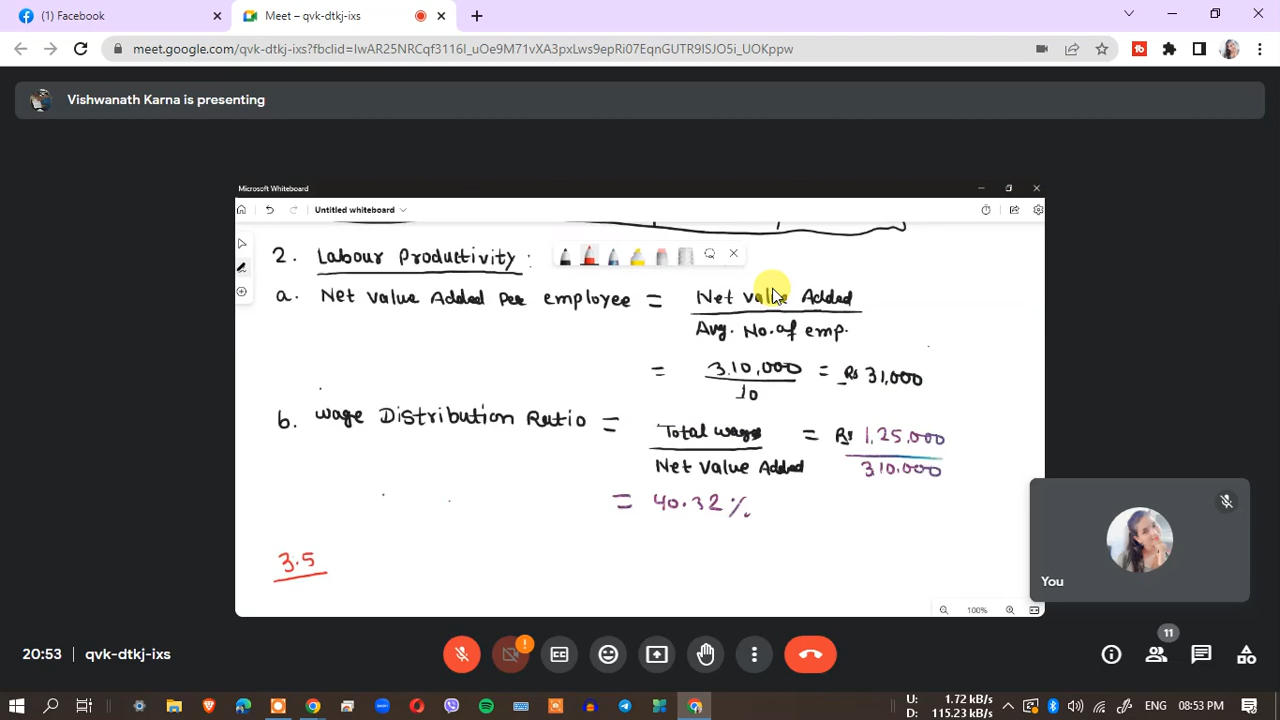 (1) Facebook
Meet – qvk-dtkj-ixs
meet.google.com/qvk-dtkj-ixs?fbclid=IwAR25NRCqf3116l_uOe9M71vXA3pxLws9epRi07EqnGUTR9ISJO5i_UOKppw
Vishwanath Karna is presenting
Microsoft Whiteboard
Untitled whiteboard
2. Labour Productivity:
a. Net value Added Per employee = Net value Added
Avg. No. of emp.
= 3,10,000 = Rs 31,000
10
b. wage Distribution Ratio = Total wage = Rs 1,25,000
Net value Added 3,10,000
= 40.32%
3.5
You
100%
20:53 qvk-dtkj-ixs
11
U: 1.72 kB/s
D: 115.23 kB/s
ENG 08:53 PM